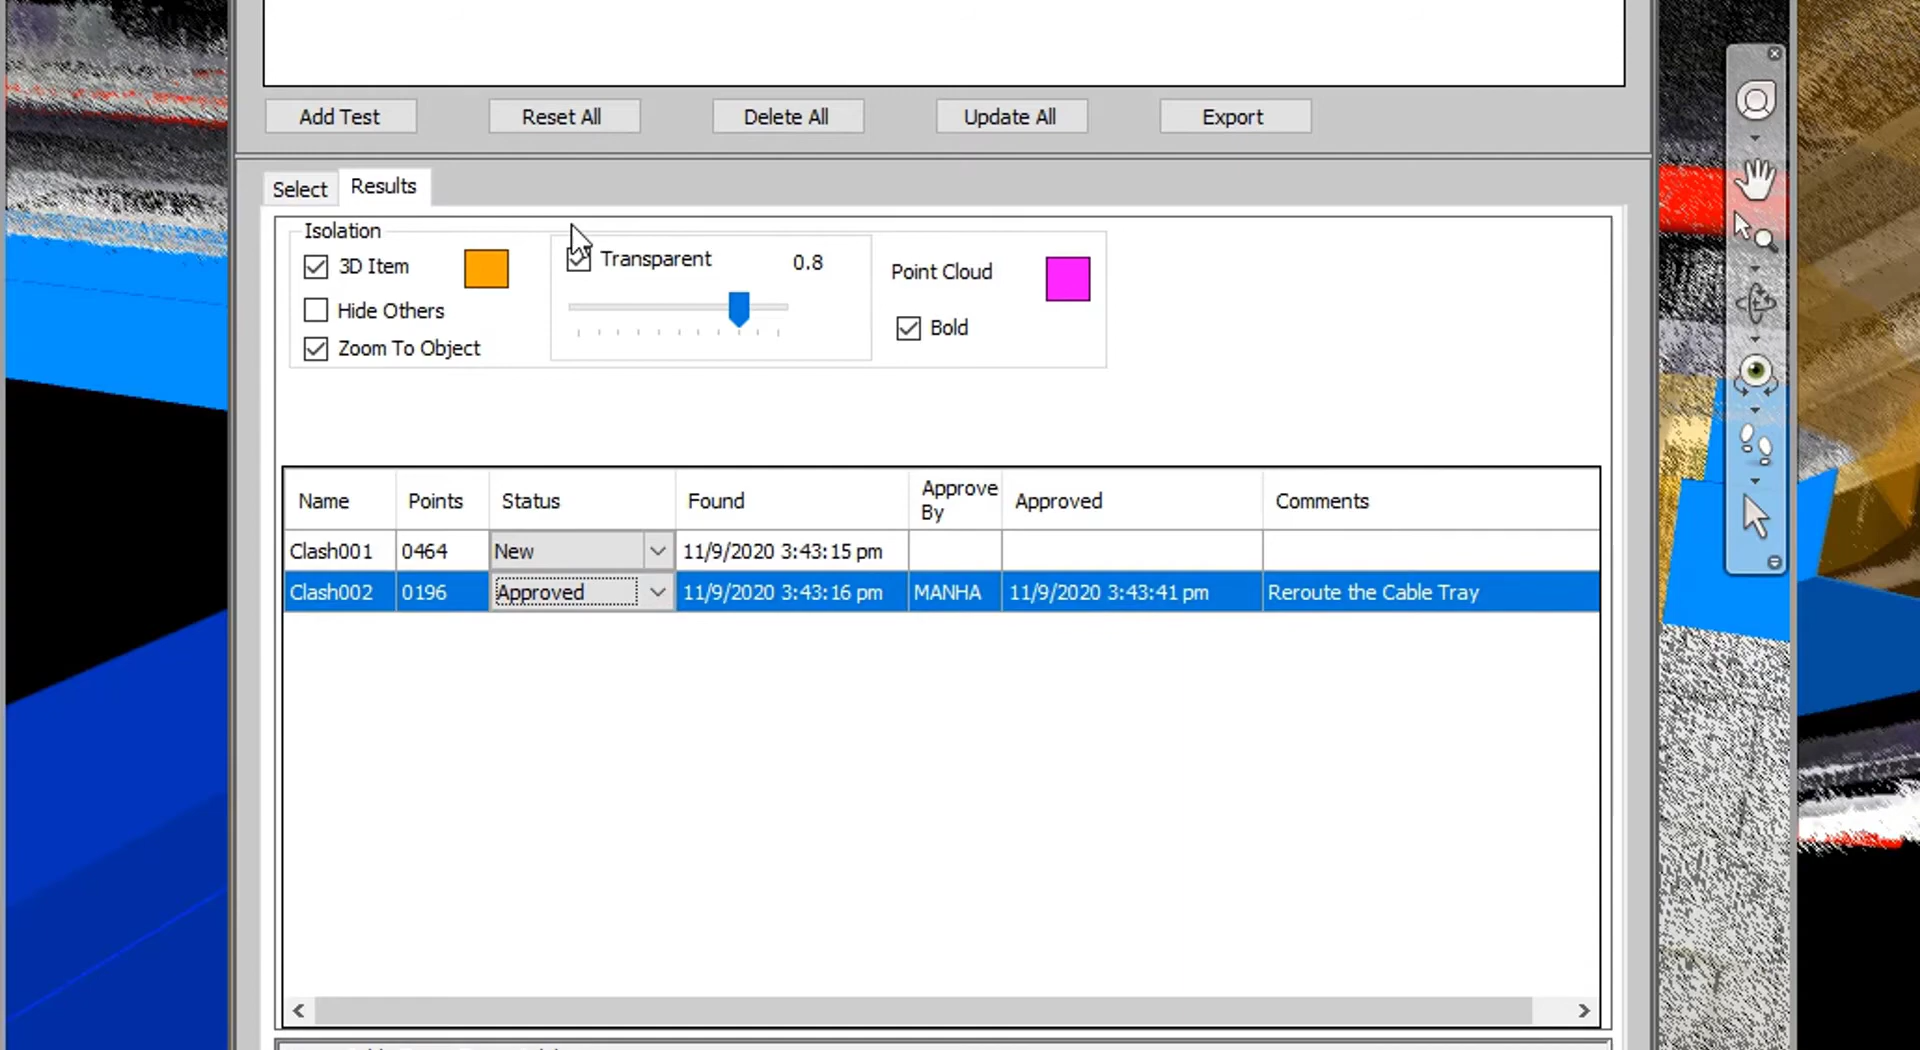 Add Test Reset All Delete All Update All Export
Select Results
Isolation
3D Item Transparent 0.8 Point Cloud
Hide Others Bold
Zoom To Object
Name Points Status Found Approve By Approved Comments
Clash001 0464 New 11/9/2020 3:43:15 pm
Clash002 0196 Approved 11/9/2020 3:43:16 pm MANHA 11/9/2020 3:43:41 pm Reroute the Cable Tray